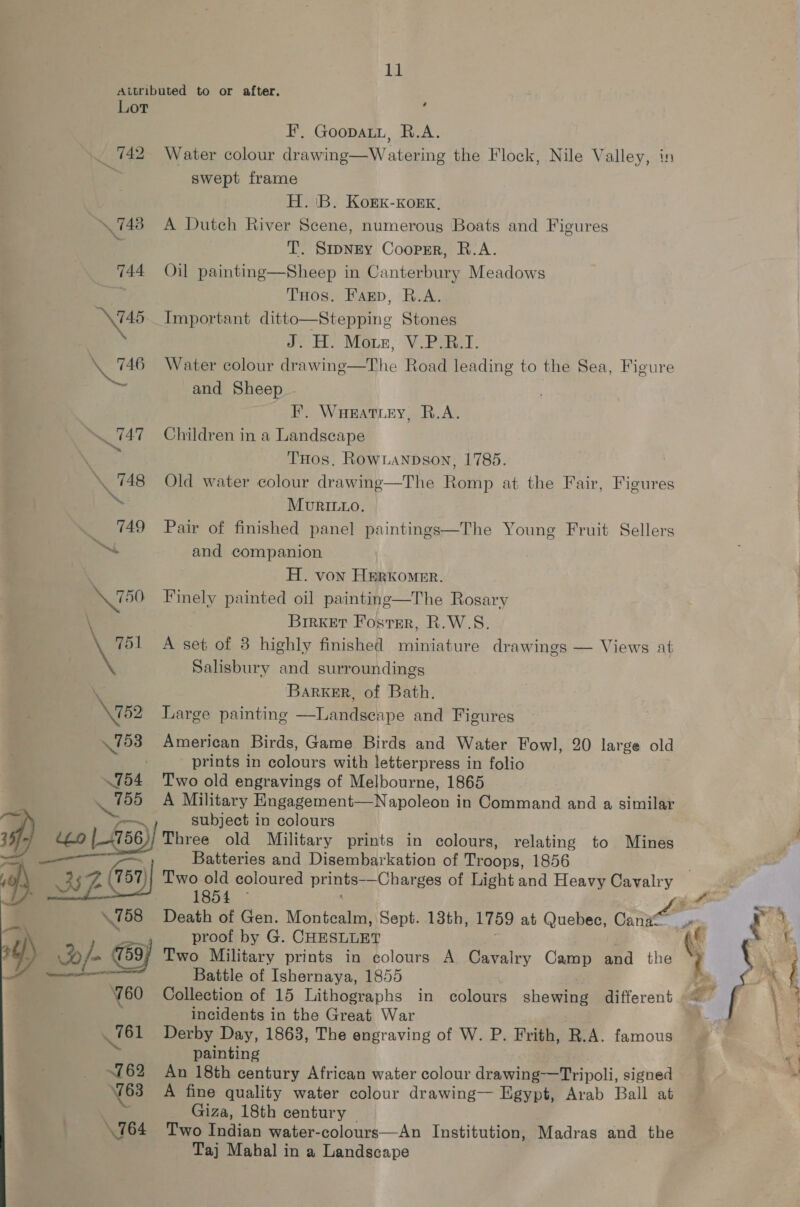 11
Attributed to or after.
Lot
F. Goodall, R.A.
742 Water colour drawing—Watering the Flock, Nile Valley, in
swept frame
H. B. Koek-koek,
743 A Dutch River Scene, numerous Boats and Figures
T. Sidney Cooper, R.A.
744 Oil painting—Sheep in Canterbury Meadows
Thos. Faed, R.A.
745 Important ditto—Stepping Stones
J. H. Mole, V.P.R.I.
746 Water colour drawing—The Road leading to the Sea, Figure
and Sheep
F. Wheatley, R.A.
747 Children in a Landscape
Thos. Rowlandson, 1785.
748 Old water colour drawing—The Romp at the Fair, Figures
Murillo.
749 Pair of finished panel paintings—The Young Fruit Sellers
and companion
H. von Herkomer.
750 Finely painted oil painting—The Rosary
Birket Foster, R.W.S.
751 A set of 3 highly finished miniature drawings — Views at
Salisbury and surroundings
Barker, of Bath.
752 Large painting —Landscape and Figures
753 American Birds, Game Birds and Water Fowl, 20 large old
prints in colours with letterpress in folio
754 Two old engravings of Melbourne, 1865
755 A Military Engagement—Napoleon in Command and a similar
subject in colours
756 Three old Military prints in colours, relating to Mines
Batteries and Disembarkation of Troops, 1856
757 Two old coloured prints—Charges of Light and Heavy Cavalry
1854
758 Death of Gen. Montcalm, Sept. 13th, 1759 at Quebec,
proof by G. CHESLLET
30/- 759 Two Military prints in colours A Cavalry Camp and the
Battle of Ishernaya, 1855
760 Collection of 15 Lithographs in colours shewing different
incidents in the Great War
761 Derby Day, 1863, The engraving of W. P. Frith, R.A. famous
painting
762 An 18th century African water colour drawing—Tripoli, signed
763 A fine quality water colour drawing— Egypt, Arab Ball at
Giza, 18th century
764 Two Indian water-colours—An Institution, Madras and the
Taj Mahal in a Landscape